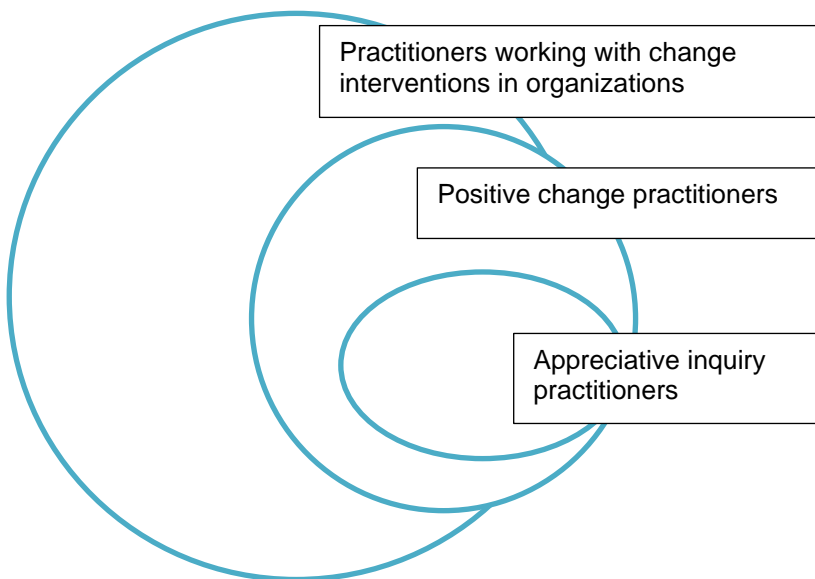 Practitioners working with change
interventions in organizations
Positive change practitioners
Appreciative inquiry
practitioners